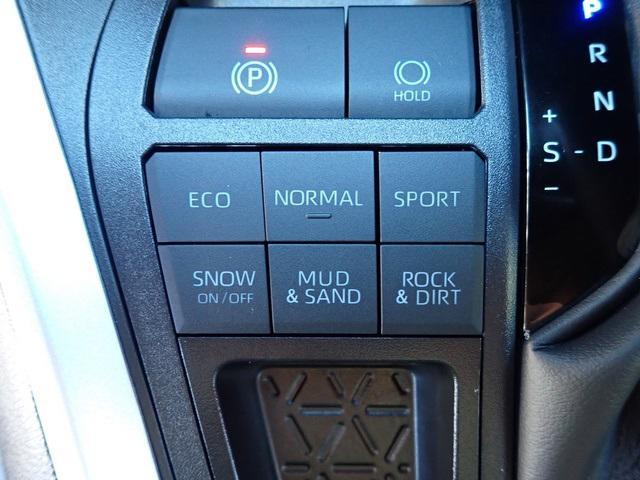 P
HOLD
P
R
N
+
S - D
−
ECO NORMAL SPORT
SNOW
ON/OFF
MUD
& SAND
ROCK
& DIRT